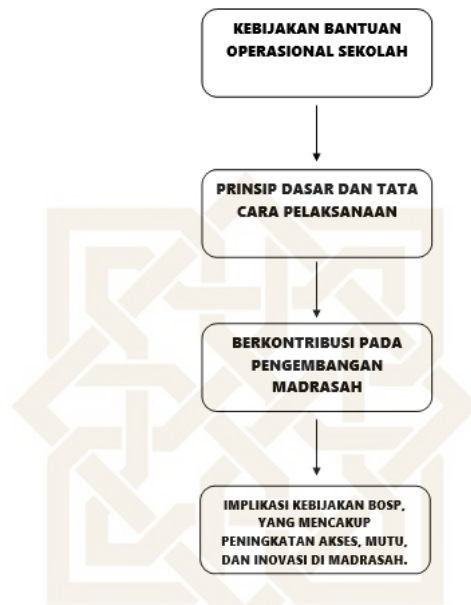 KEBIJAKAN BANTUAN
OPERASIONAL SEKOLAH
PRINSIP DASAR DAN TATA
CARA PELAKSANAAN
BERKONTRIBUSI PADA
PENGEMBANGAN
MADRASAH
IMPLIKASI KEBIJAKAN BOSP,
YANG MENCAKUP
PENINGKATAN AKSES, MUTU,
DAN INOVASI DI MADRASAH.